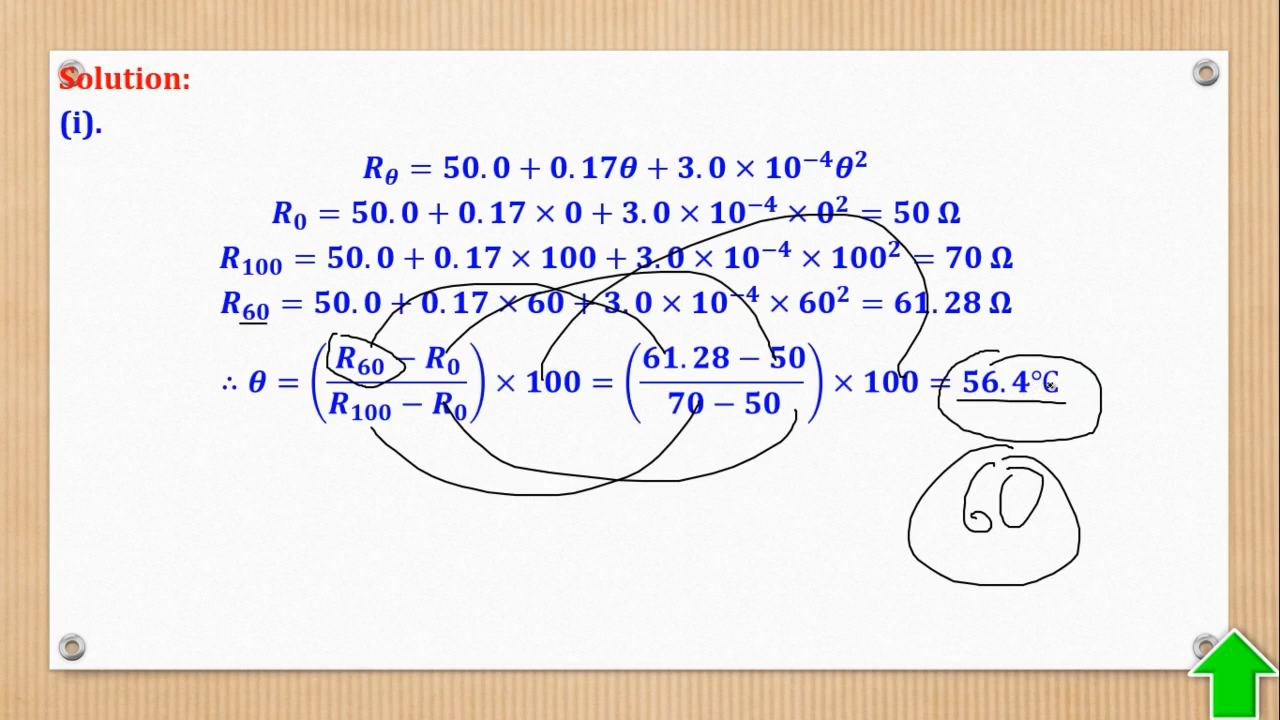 Solution:
(i).
R_θ = 50.0 + 0.17θ + 3.0 × 10⁻⁴θ²
R₀ = 50.0 + 0.17 × 0 + 3.0 × 10⁻⁴ × 0² = 50 Ω
R₁₀₀ = 50.0 + 0.17 × 100 + 3.0 × 10⁻⁴ × 100² = 70 Ω
R₆₀ = 50.0 + 0.17 × 60 + 3.0 × 10⁻⁴ × 60² = 61.28 Ω
∴ θ = ((R₆₀ − R₀)/(R₁₀₀ − R₀)) × 100 = ((61.28 − 50)/(70 − 50)) × 100 = 56.4°C
60